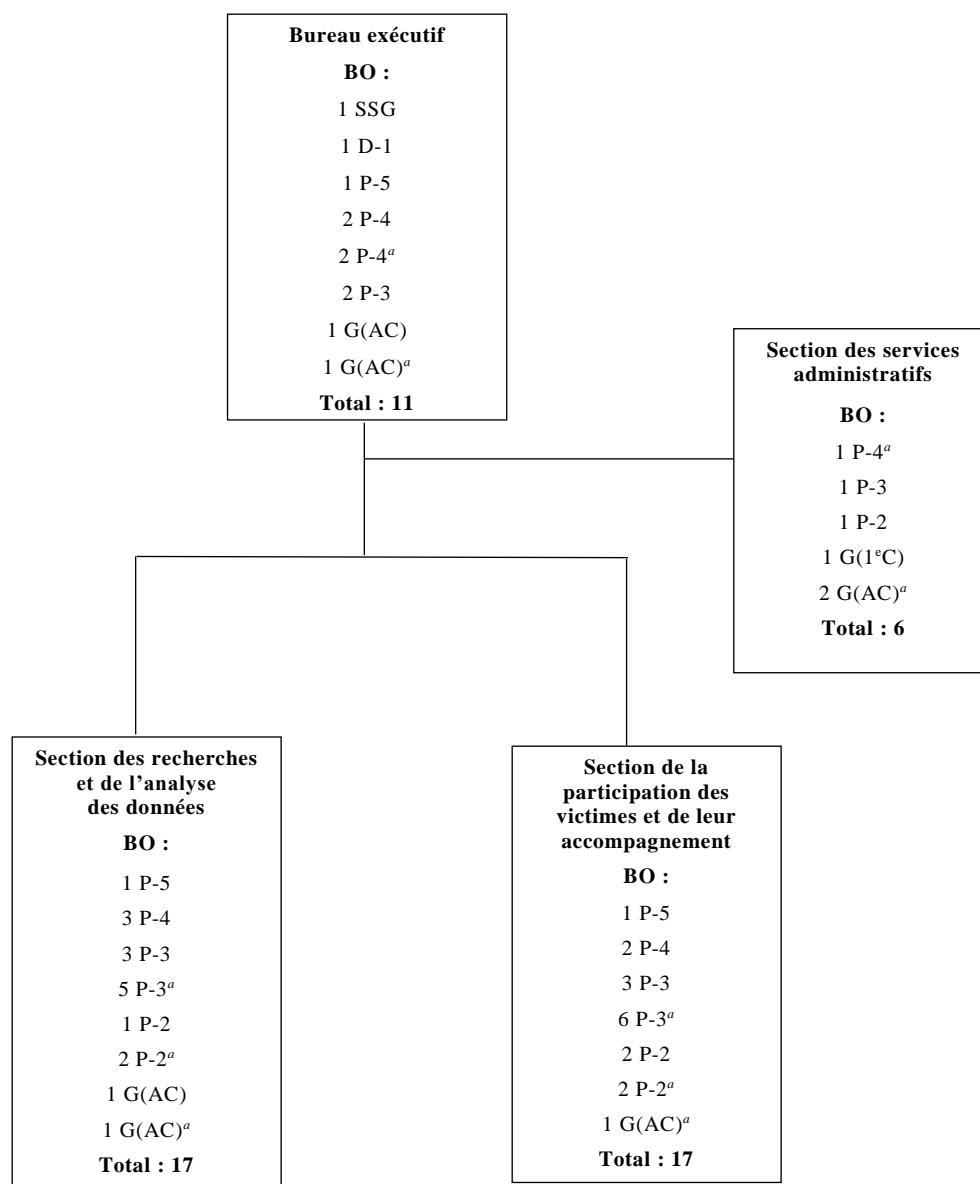 Bureau exécutif
BO :
1 SSG
1 D-1
1 P-5
2 P-4
2 P-4ᵃ
2 P-3
1 G(AC)
1 G(AC)ᵃ
Total : 11
Section des services
administratifs
BO :
1 P-4ᵃ
1 P-3
1 P-2
1 G(1ᵉC)
2 G(AC)ᵃ
Total : 6
Section des recherches
et de l’analyse
des données
BO :
1 P-5
3 P-4
3 P-3
5 P-3ᵃ
1 P-2
2 P-2ᵃ
1 G(AC)
1 G(AC)ᵃ
Total : 17
Section de la
participation des
victimes et de leur
accompagnement
BO :
1 P-5
2 P-4
3 P-3
6 P-3ᵃ
2 P-2
2 P-2ᵃ
1 G(AC)ᵃ
Total : 17